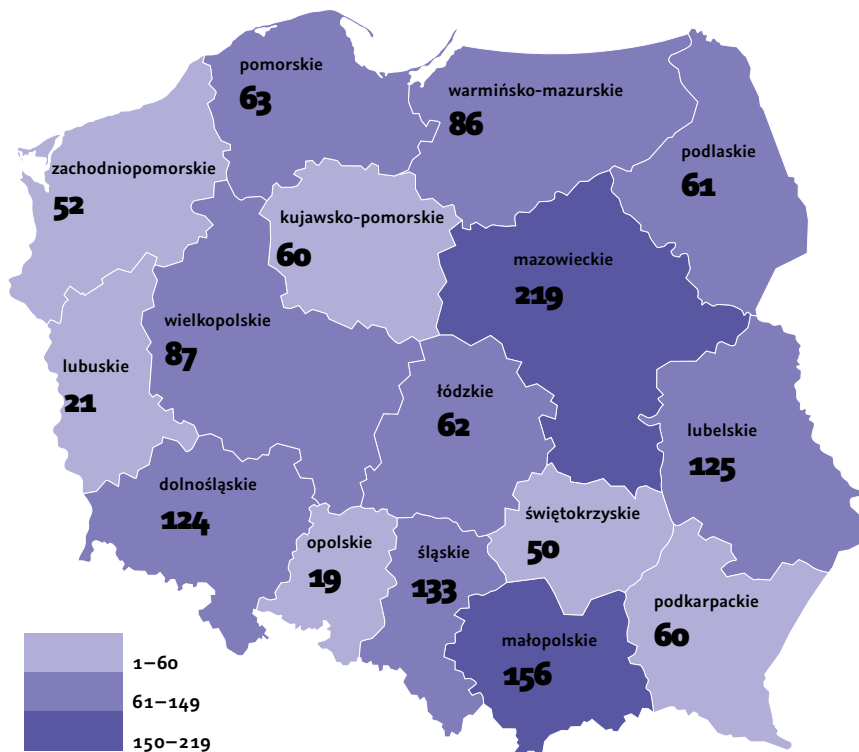 pomorskie
63
warmińsko-mazurskie
86
podlaskie
61
zachodniopomorskie
52
kujawsko-pomorskie
60
mazowieckie
219
wielkopolskie
87
lubuskie
21
łódzkie
62
lubelskie
125
dolnośląskie
124
opolskie
19
śląskie
133
świętokrzyskie
50
podkarpackie
60
małopolskie
156
1–60
61–149
150–219